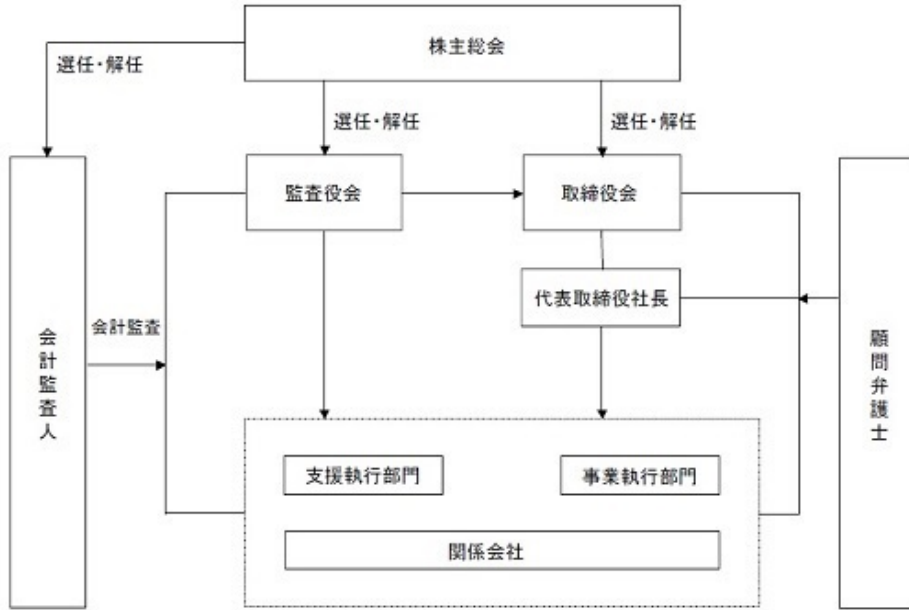 株主総会
選任・解任
選任・解任
選任・解任
監査役会
取締役会
代表取締役社長
会計監査
会計監査人
顧問弁護士
支援執行部門
事業執行部門
関係会社